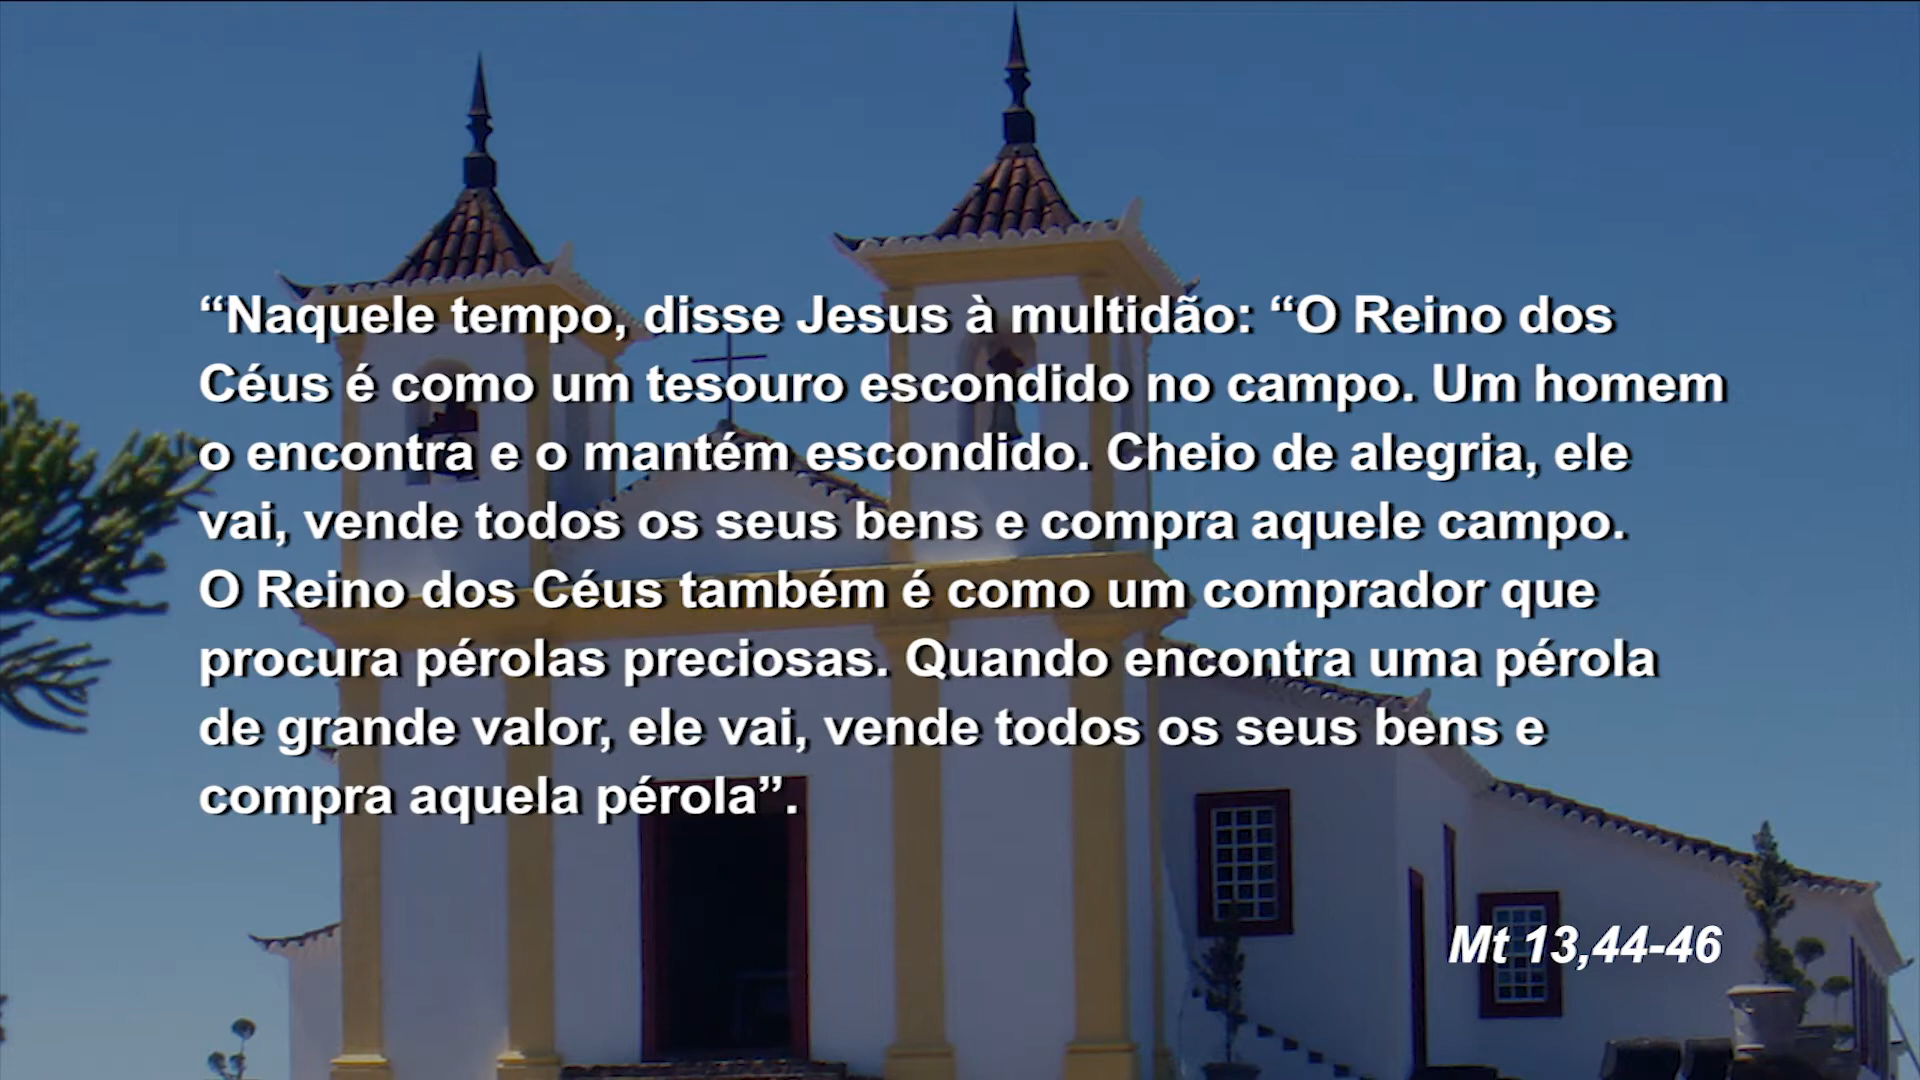 “Naquele tempo, disse Jesus à multidão: “O Reino dos
Céus é como um tesouro escondido no campo. Um homem
o encontra e o mantém escondido. Cheio de alegria, ele
vai, vende todos os seus bens e compra aquele campo.
O Reino dos Céus também é como um comprador que
procura pérolas preciosas. Quando encontra uma pérola
de grande valor, ele vai, vende todos os seus bens e
compra aquela pérola”.
Mt 13,44-46